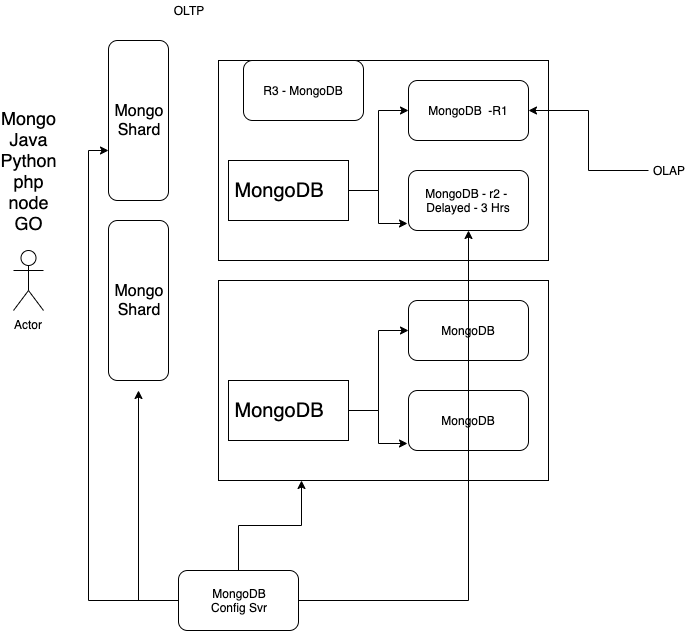 OLTP
Mongo
Java
Python
php
node
GO
Actor
Mongo
Shard
Mongo
Shard
R3 - MongoDB
MongoDB -R1
MongoDB
MongoDB - r2 -
Delayed - 3 Hrs
OLAP
MongoDB
MongoDB
MongoDB
MongoDB
Config Svr